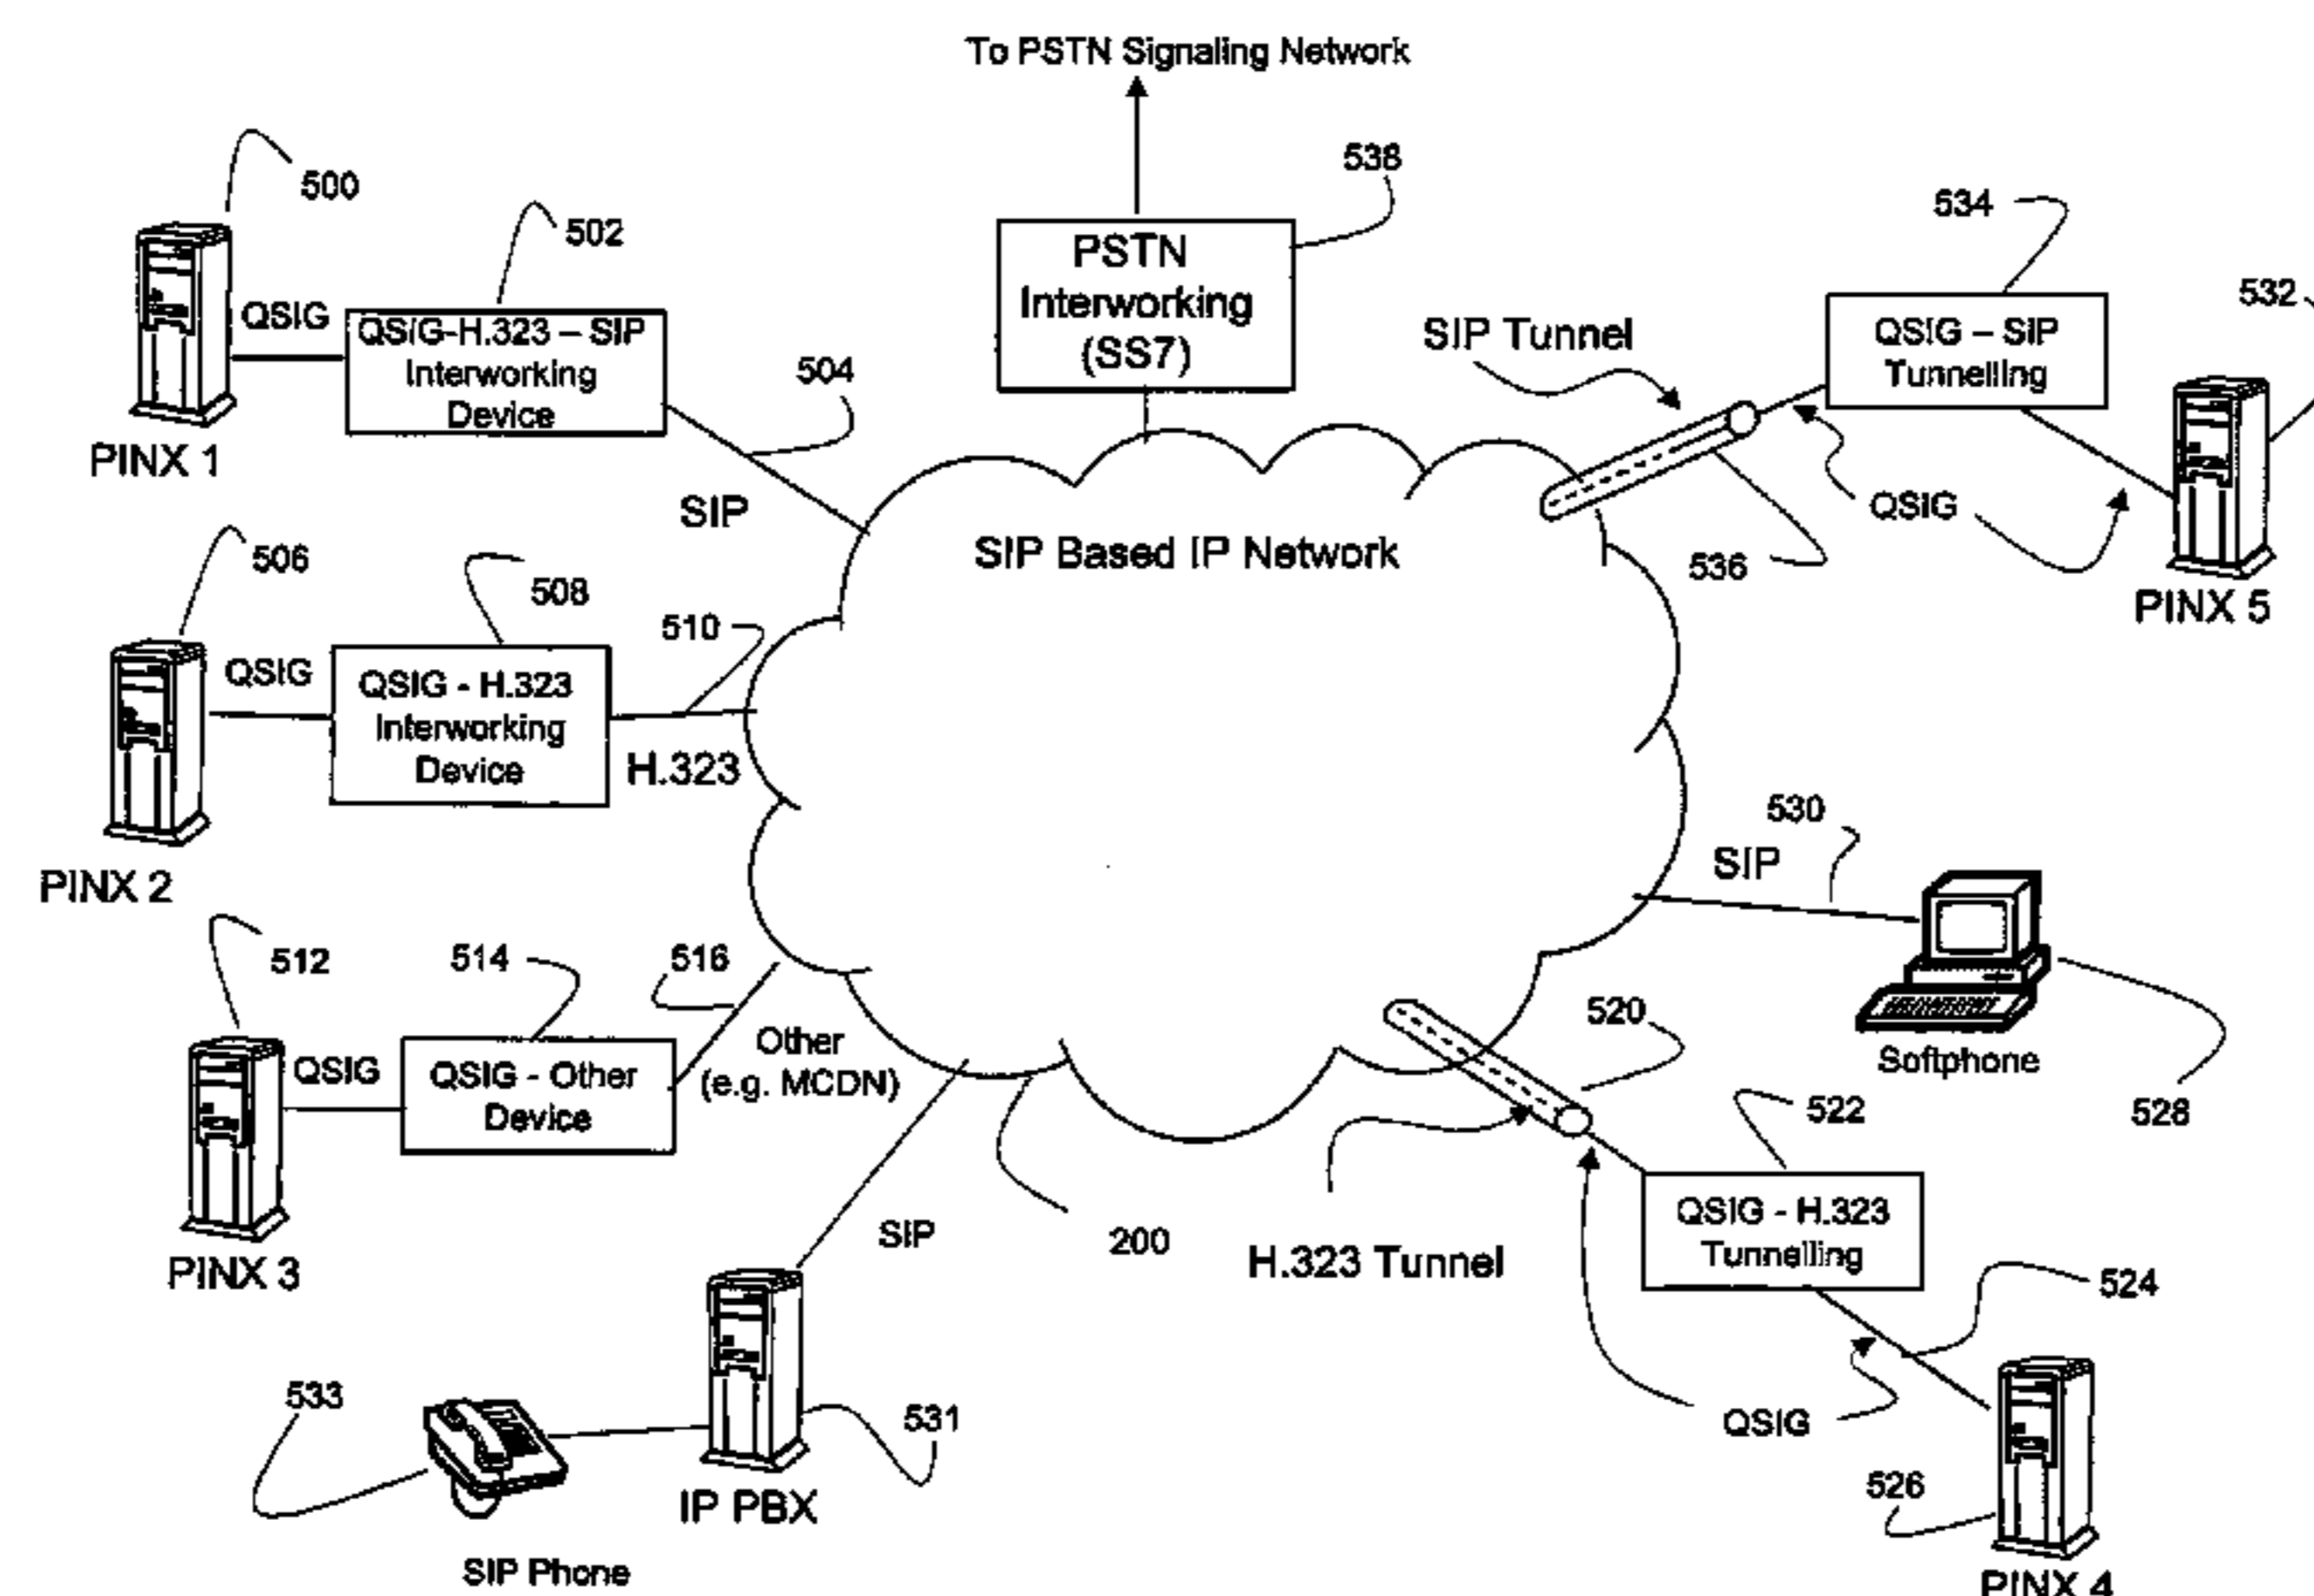 To PSTN Signaling Network
500
502
538
534
532
QSIG
QSIG-H.323 – SIP
Interworking
Device
504
PSTN
Interworking
(SS7)
SIP Tunnel
QSIG – SIP
Tunnelling
PINX 1
SIP
SIP Based IP Network
QSIG
536
PINX 5
506
508
510
QSIG
QSIG - H.323
Interworking
Device
H.323
PINX 2
530
SIP
512
514
516
QSIG
QSIG - Other
Device
Other
(e.g. MCDN)
520
Softphone
528
522
PINX 3
SIP
200
H.323 Tunnel
QSIG - H.323
Tunnelling
524
533
531
QSIG
526
IP PBX
SIP Phone
PINX 4